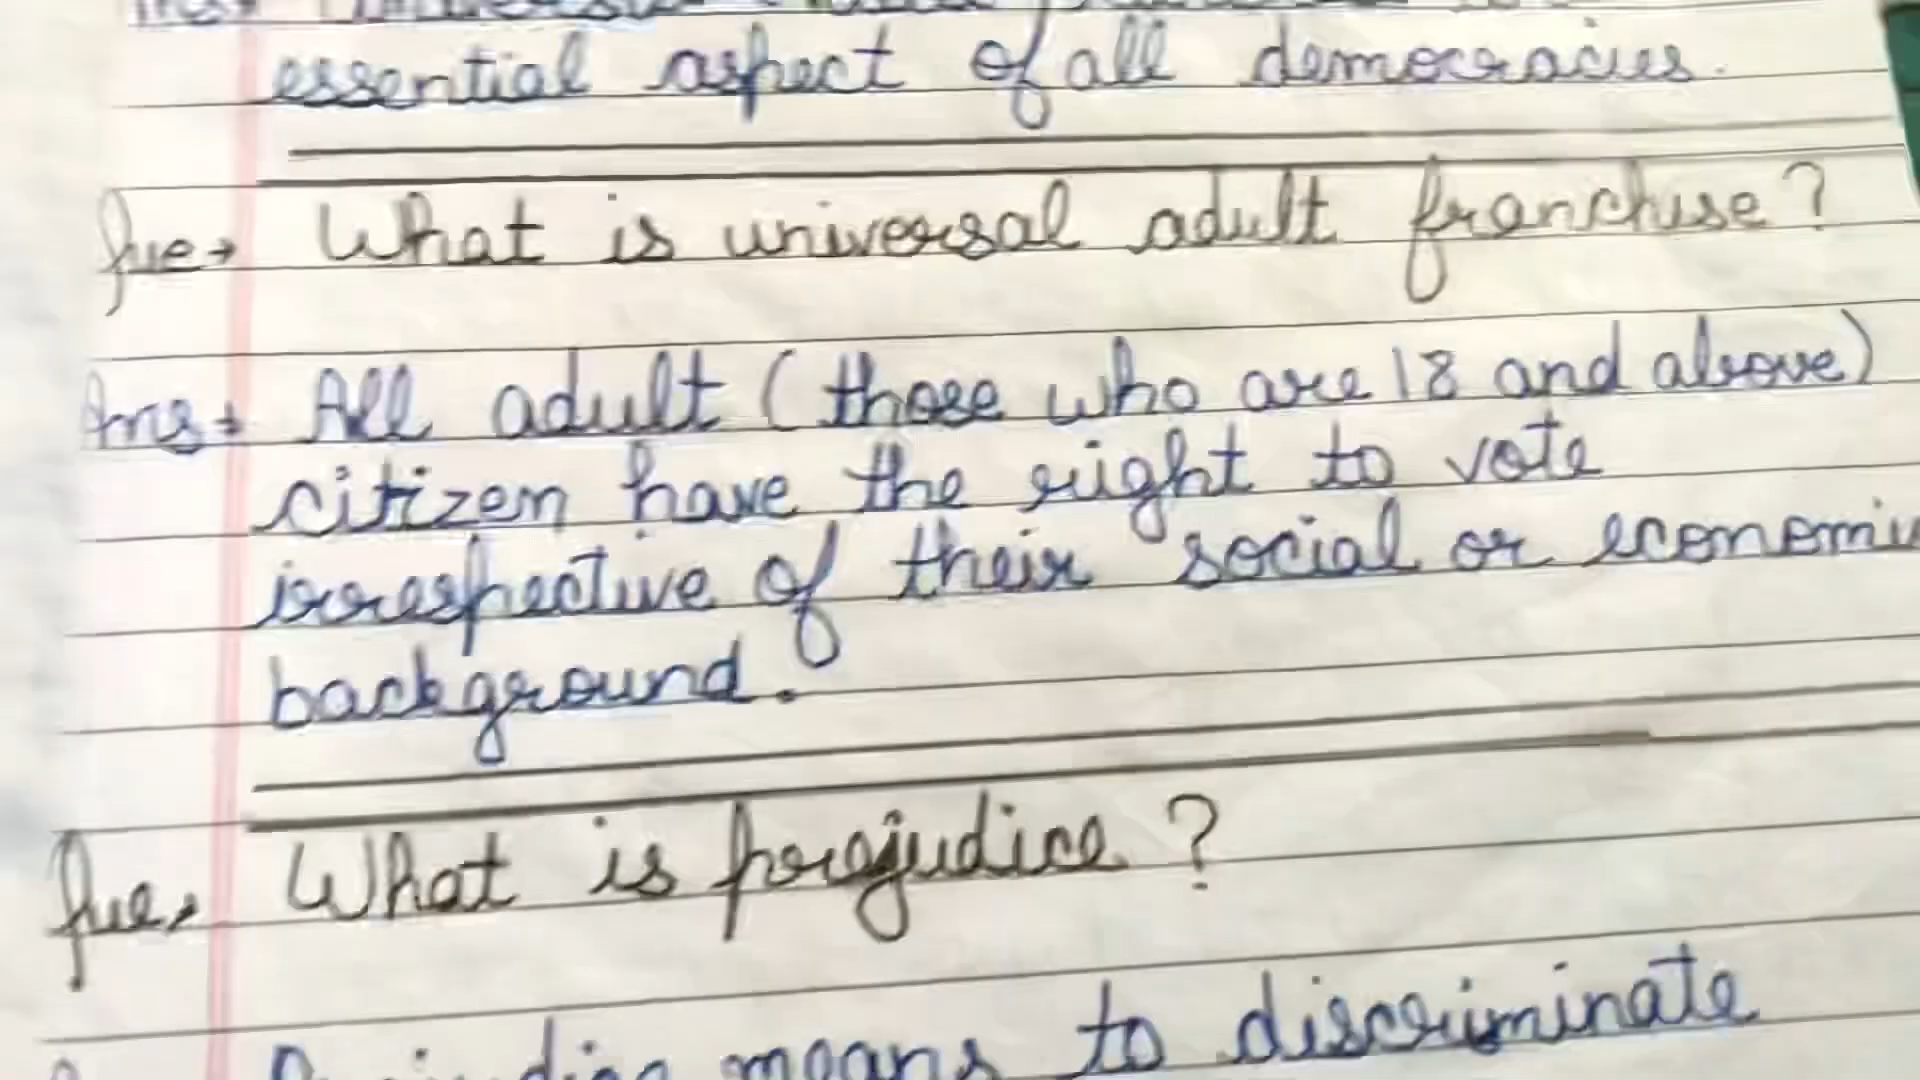 essential aspect of all democracies.
Que→ What is universal adult franchise?
Ans→ All adult (those who are 18 and above)
citizen have the right to vote
irrespective of their social or economic
background.
Que→ What is prejudice?
means to discriminate